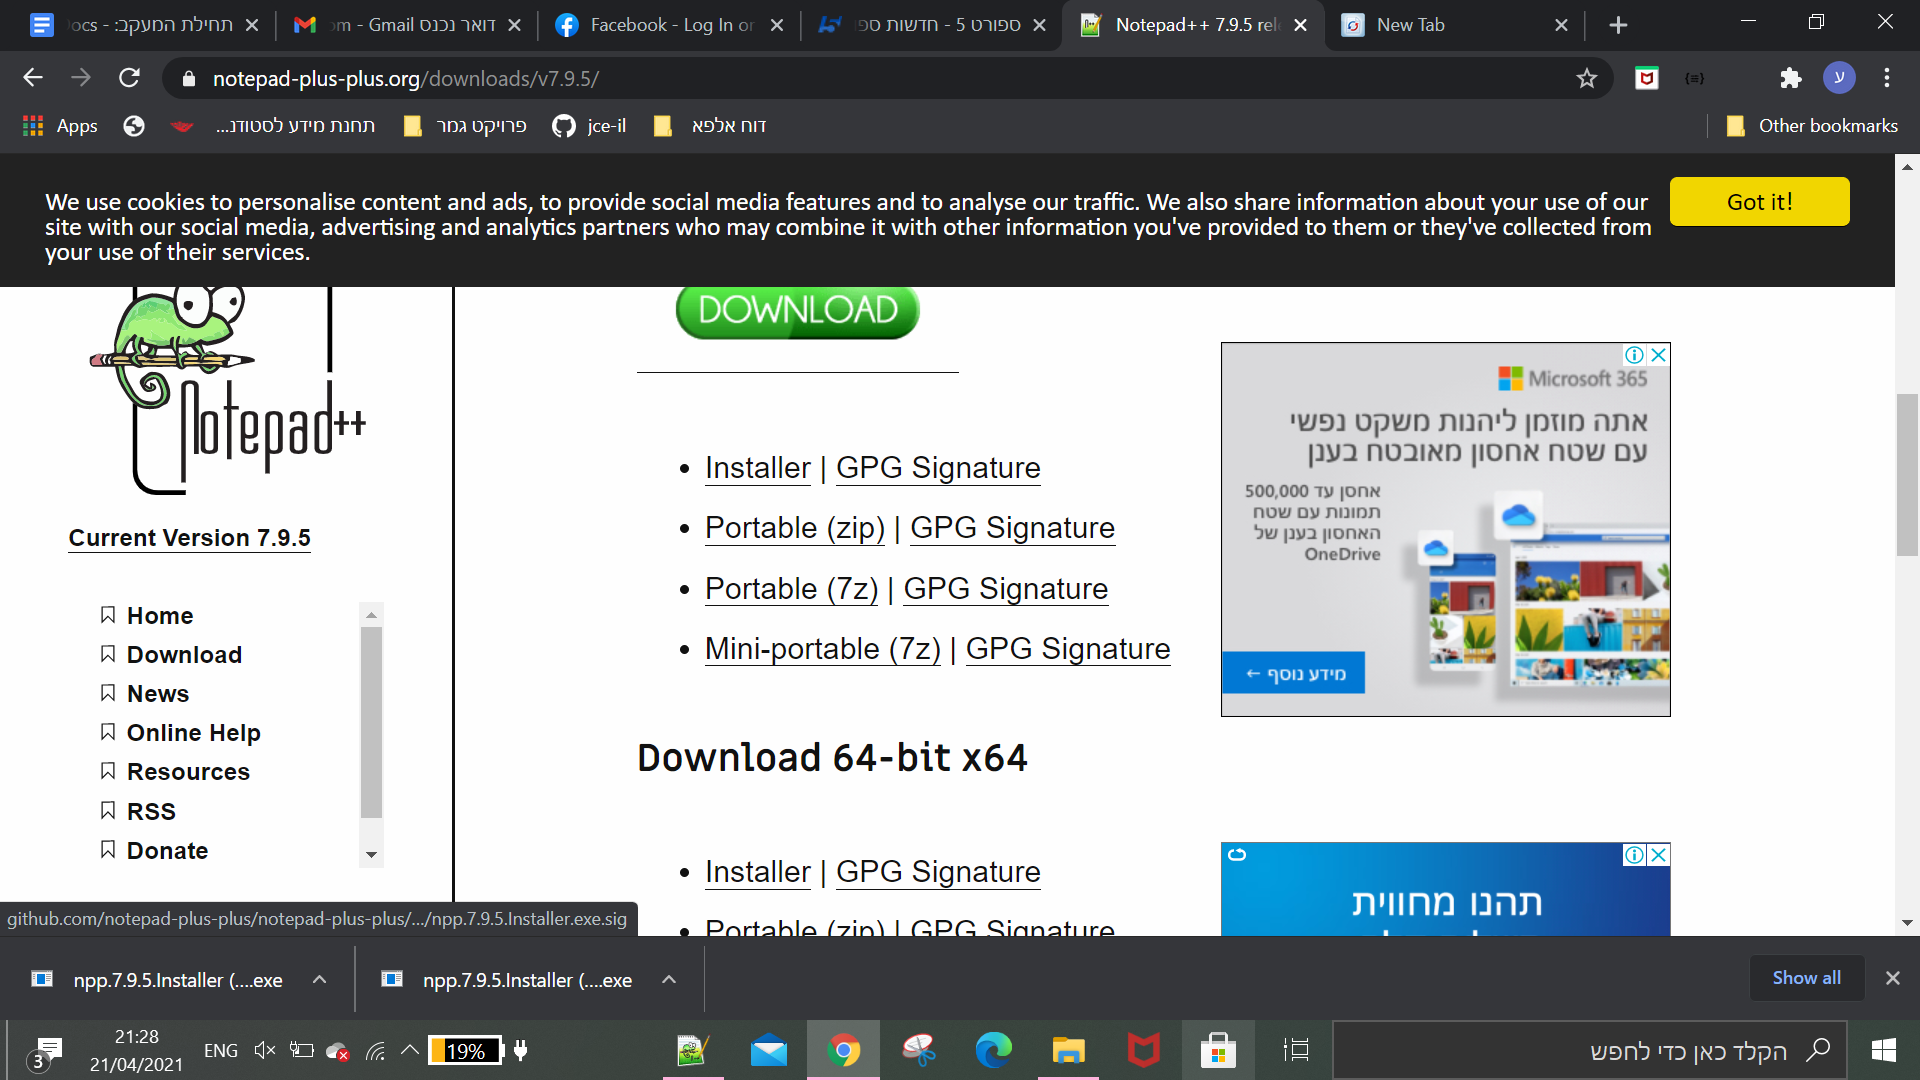 תחילת המעקב: - Docs
דואר נכנס - Gmail
Facebook - Log In or
ספורט 5 - חדשות ספו
Notepad++ 7.9.5 rel
New Tab
notepad-plus-plus.org/downloads/v7.9.5/
Apps
תחנת מידע לסטודנ...
פרויקט גמר
jce-il
דוח אלפא
Other bookmarks
We use cookies to personalise content and ads, to provide social media features and to analyse our traffic. We also share information about your use of our
site with our social media, advertising and analytics partners who may combine it with other information you've provided to them or they've collected from
your use of their services.
Got it!
DOWNLOAD
Notepad++
Current Version 7.9.5
Home
Download
News
Online Help
Resources
RSS
Donate
Installer | GPG Signature
Portable (zip) | GPG Signature
Portable (7z) | GPG Signature
Mini-portable (7z) | GPG Signature
Download 64-bit x64
Installer | GPG Signature
Portable (zip) | GPG Signature
Microsoft 365
אתה מוזמן ליהנות משקט נפשי
עם שטח אחסון מאובטח בענן
אחסן עד 500,000
תמונות עם שטח
האחסון בענן של
OneDrive
מידע נוסף ←
תהנו מחווית
github.com/notepad-plus-plus/notepad-plus-plus/.../npp.7.9.5.Installer.exe.sig
npp.7.9.5.Installer (....exe
npp.7.9.5.Installer (....exe
Show all
3
21:28
21/04/2021
ENG
19%
הקלד כאן כדי לחפש
ע